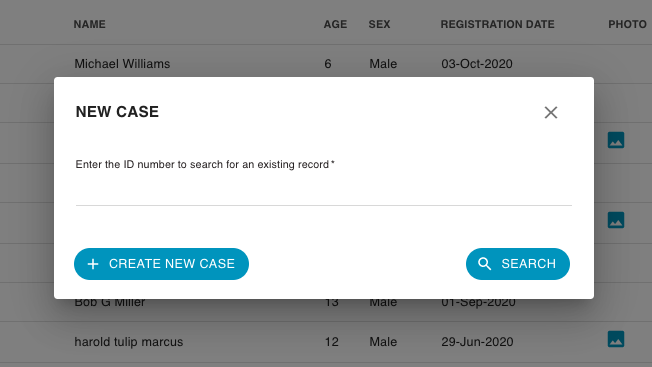 NAME AGE SEX REGISTRATION DATE PHOTO
Michael Williams 6 Male 03-Oct-2020
NEW CASE
Enter the ID number to search for an existing record*
CREATE NEW CASE SEARCH
Bob G Miller 13 Male 01-Sep-2020
harold tulip marcus 12 Male 29-Jun-2020